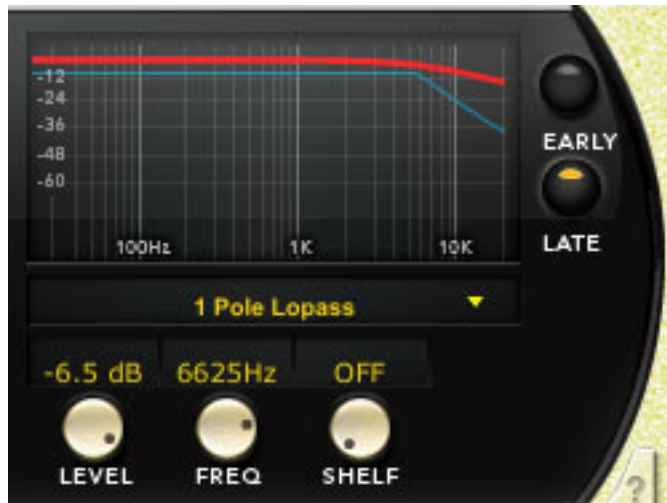 -12
-24
-36
-48
-60
100Hz 1K 10K
EARLY
LATE
1 Pole Lopass
-6.5 dB 6625Hz OFF
LEVEL FREQ SHELF
?